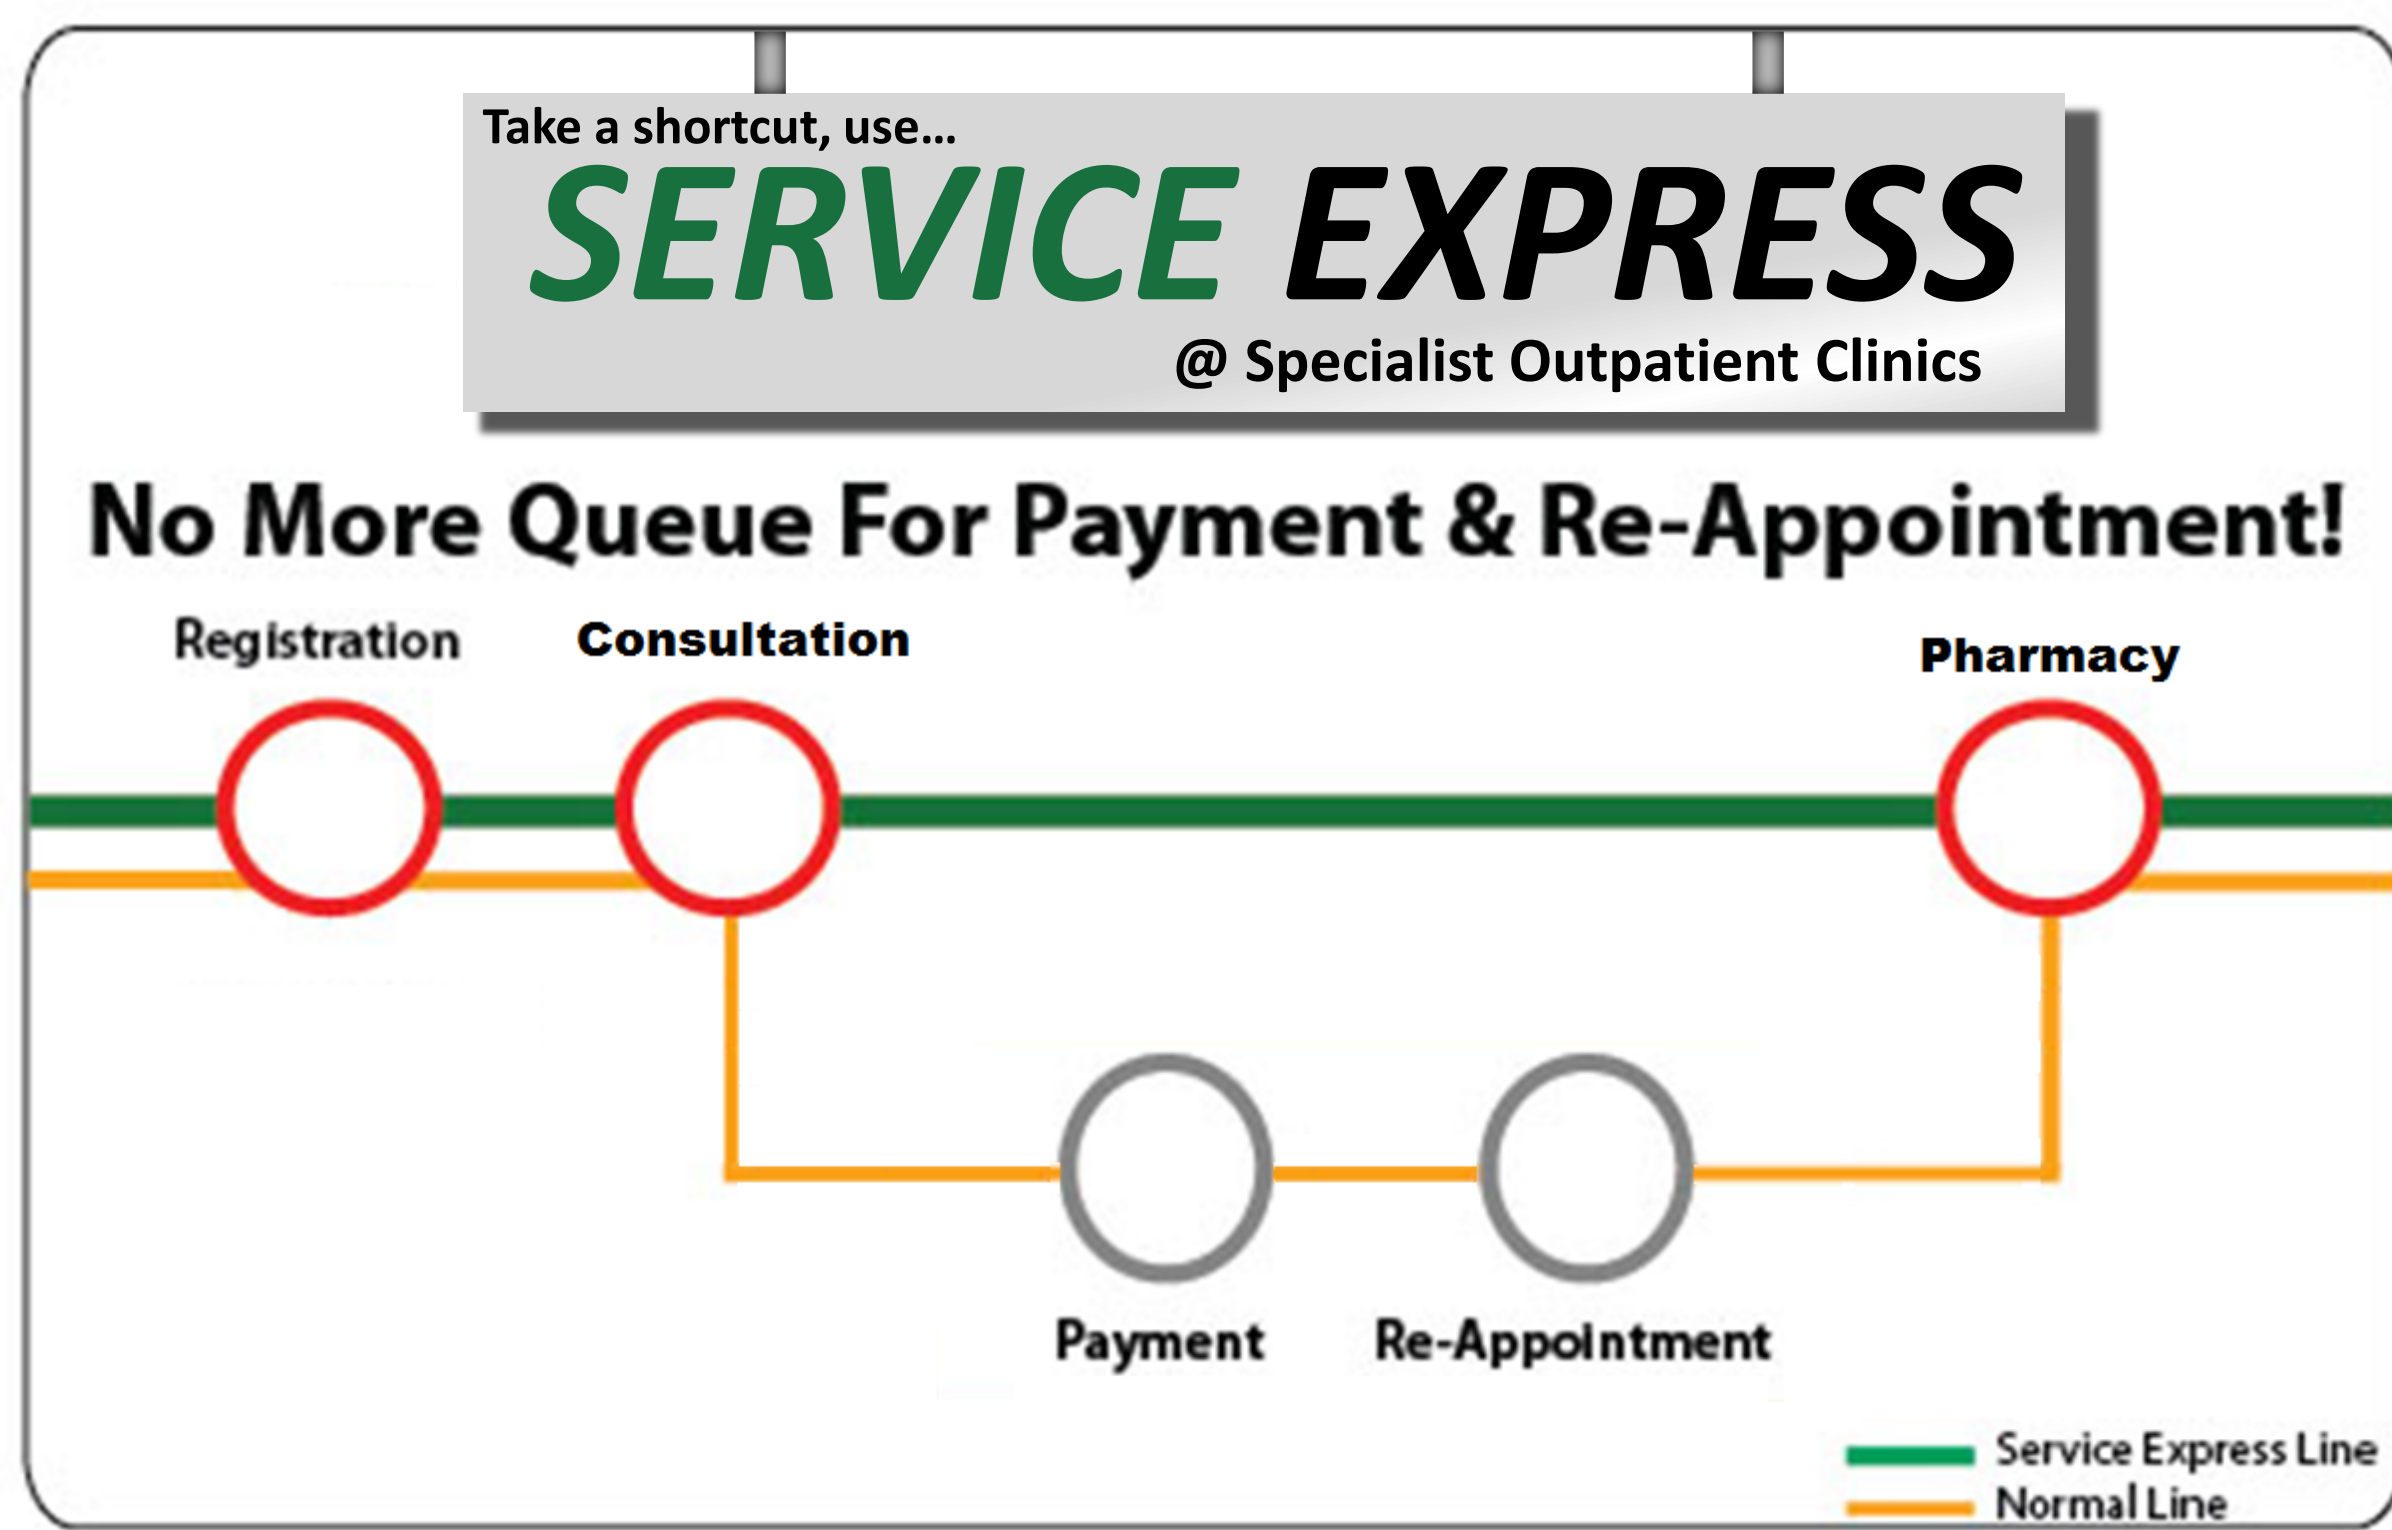 Take a shortcut, use...
SERVICE EXPRESS
@ Specialist Outpatient Clinics
No More Queue For Payment & Re-Appointment!
Registration
Consultation
Pharmacy
Payment
Re-Appointment
Service Express Line
Normal Line